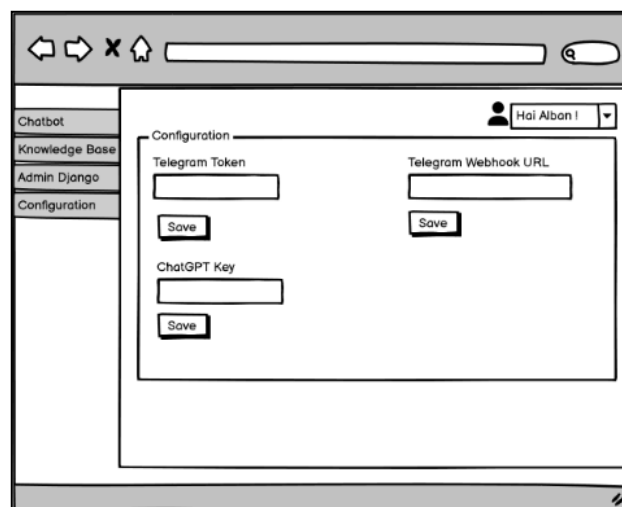 Hai Alban !
Chatbot
Knowledge Base
Admin Django
Configuration
Configuration
Telegram Token
Telegram Webhook URL
Save
Save
ChatGPT Key
Save